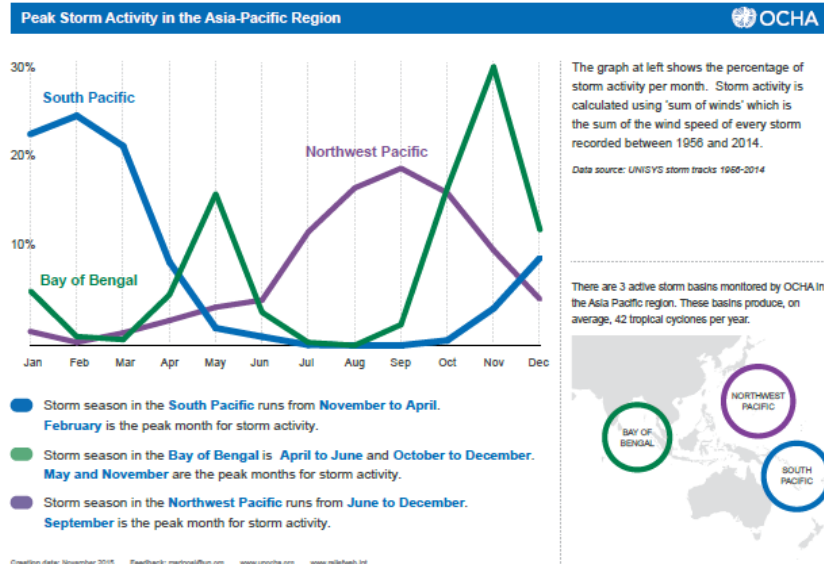 Peak Storm Activity in the Asia-Pacific Region
OCHA
30%
20%
10%
South Pacific
Northwest Pacific
Bay of Bengal
Jan Feb Mar Apr May Jun Jul Aug Sep Oct Nov Dec
Storm season in the South Pacific runs from November to April.
February is the peak month for storm activity.
Storm season in the Bay of Bengal is April to June and October to December.
May and November are the peak months for storm activity.
Storm season in the Northwest Pacific runs from June to December.
September is the peak month for storm activity.
The graph at left shows the percentage of
storm activity per month. Storm activity is
calculated using 'sum of winds' which is
the sum of the wind speed of every storm
recorded between 1956 and 2014.
Data source: UNISYS storm tracks 1956-2014
There are 3 active storm basins monitored by OCHA in
the Asia Pacific region. These basins produce, on
average, 42 tropical cyclones per year.
NORTHWEST
PACIFIC
BAY OF
BENGAL
SOUTH
PACIFIC
Creation date: November 2015 Feedback: www.unocha.org www.reliefweb.int